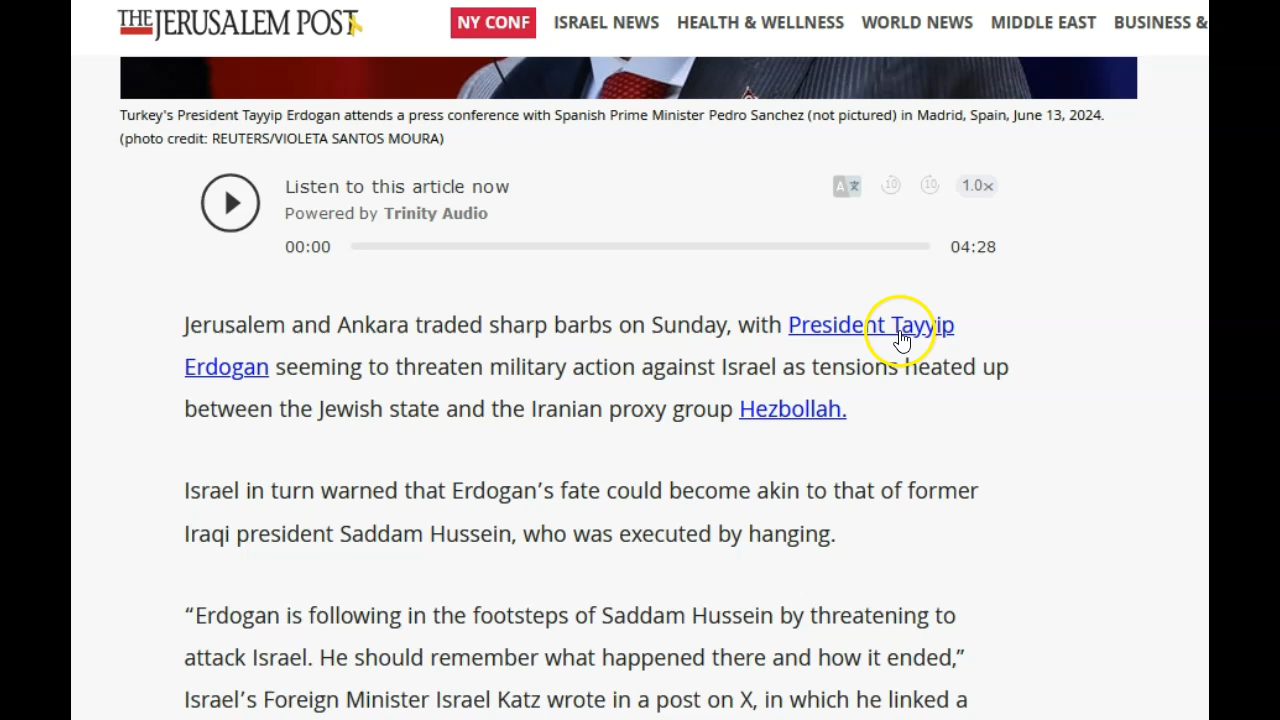 THE JERUSALEM POST
NY CONF ISRAEL NEWS HEALTH & WELLNESS WORLD NEWS MIDDLE EAST BUSINESS &
Turkey's President Tayyip Erdogan attends a press conference with Spanish Prime Minister Pedro Sanchez (not pictured) in Madrid, Spain, June 13, 2024.
(photo credit: REUTERS/VIOLETA SANTOS MOURA)
Listen to this article now
A 文 10 10 1.0×
Powered by Trinity Audio
00:00 04:28
Jerusalem and Ankara traded sharp barbs on Sunday, with President Tayyip
Erdogan seeming to threaten military action against Israel as tensions heated up
between the Jewish state and the Iranian proxy group Hezbollah.
Israel in turn warned that Erdogan’s fate could become akin to that of former
Iraqi president Saddam Hussein, who was executed by hanging.
“Erdogan is following in the footsteps of Saddam Hussein by threatening to
attack Israel. He should remember what happened there and how it ended,”
Israel’s Foreign Minister Israel Katz wrote in a post on X, in which he linked a